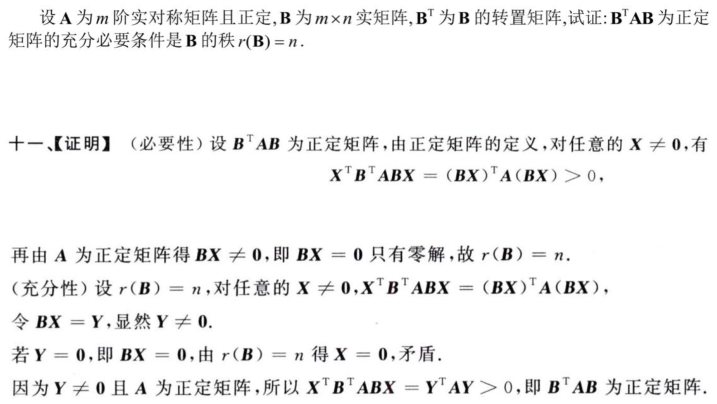 设 A 为 m 阶实对称矩阵且正定,B 为 m×n 实矩阵,Bᵀ 为 B 的转置矩阵,试证:BᵀAB 为正定
矩阵的充分必要条件是 B 的秩 r(B)=n.
十一、【证明】 (必要性) 设 BᵀAB 为正定矩阵,由正定矩阵的定义,对任意的 X ≠ 0,有
XᵀBᵀABX = (BX)ᵀA(BX) > 0,
再由 A 为正定矩阵得 BX ≠ 0,即 BX = 0 只有零解,故 r(B) = n.
(充分性) 设 r(B) = n,对任意的 X ≠ 0,XᵀBᵀABX = (BX)ᵀA(BX),
令 BX = Y,显然 Y ≠ 0.
若 Y = 0,即 BX = 0,由 r(B) = n 得 X = 0,矛盾.
因为 Y ≠ 0 且 A 为正定矩阵,所以 XᵀBᵀABX = YᵀAY > 0,即 BᵀAB 为正定矩阵.